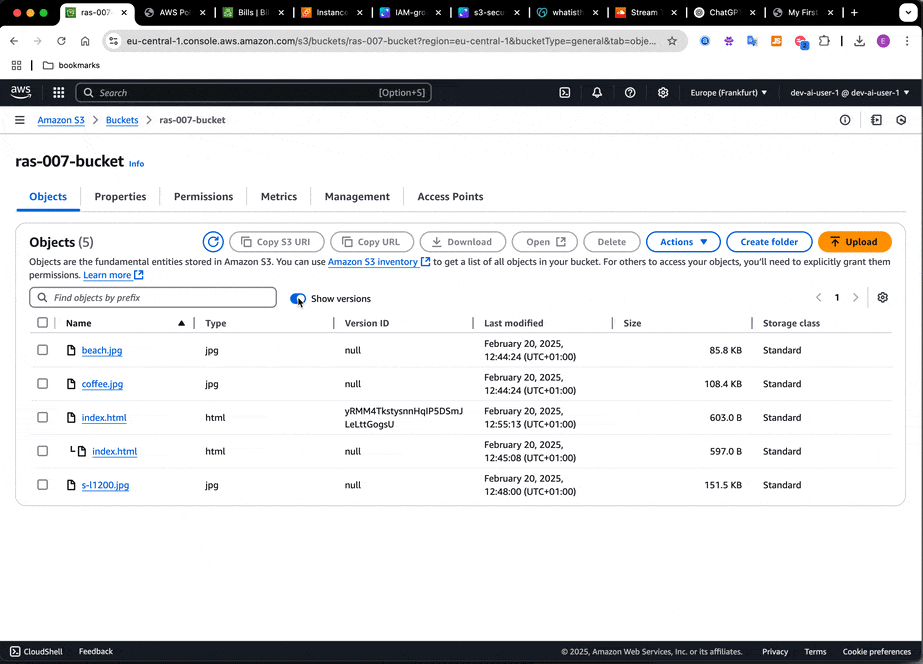 ras-007
AWS Po
Bills | Bil
Instance
IAM-gro
s3-secu
whatisth
Stream
ChatGP
My First
eu-central-1.console.aws.amazon.com/s3/buckets/ras-007-bucket?region=eu-central-1&bucketType=general&tab=obje...
bookmarks
aws
Search
[Option+S]
Europe (Frankfurt)
dev-ai-user-1 @ dev-ai-user-1
Amazon S3
Buckets
ras-007-bucket
ras-007-bucket Info
Objects Properties Permissions Metrics Management Access Points
Objects (5)
Copy S3 URI
Copy URL
Download
Open
Delete
Actions
Create folder
Upload
Objects are the fundamental entities stored in Amazon S3. You can use Amazon S3 inventory to get a list of all objects in your bucket. For others to access your objects, you'll need to explicitly grant them
permissions. Learn more
Find objects by prefix
Show versions
1
Name Type Version ID Last modified Size Storage class
beach.jpg jpg null February 20, 2025, 12:44:24 (UTC+01:00) 85.8 KB Standard
coffee.jpg jpg null February 20, 2025, 12:44:24 (UTC+01:00) 108.4 KB Standard
index.html html yRMM4TkstysnnHqIP5DSmJLeLttGogsU February 20, 2025, 12:55:13 (UTC+01:00) 603.0 B Standard
index.html html null February 20, 2025, 12:45:08 (UTC+01:00) 597.0 B Standard
s-l1200.jpg jpg null February 20, 2025, 12:48:00 (UTC+01:00) 151.5 KB Standard
CloudShell Feedback
© 2025, Amazon Web Services, Inc. or its affiliates.
Privacy Terms Cookie preferences